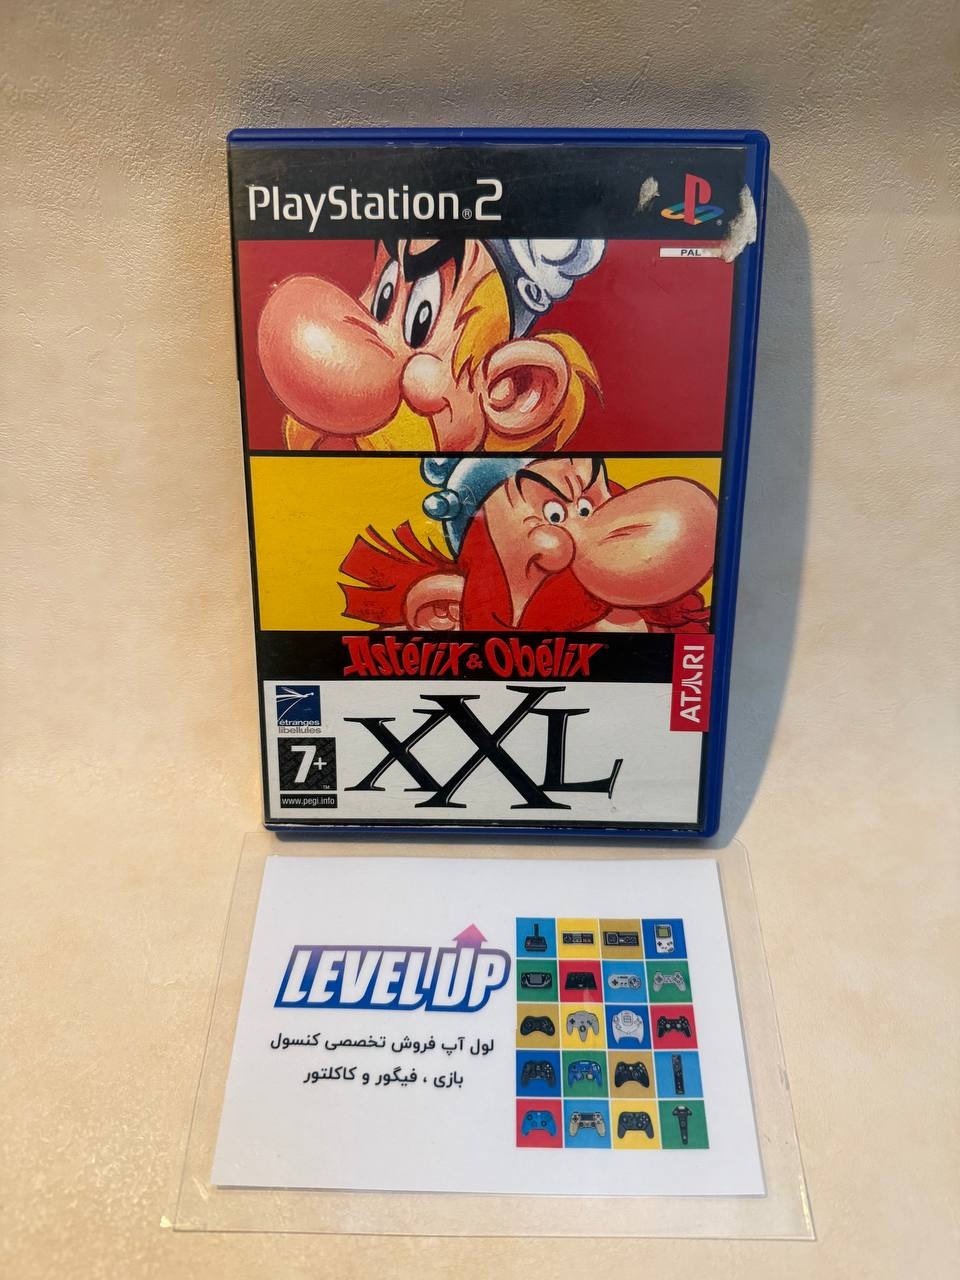 PlayStation®2
PAL
Astérix & Obélix
ATARI
XXL
étranges
libellules
7+
www.pegi.info
LEVEL UP
لول آپ فروش تخصصی کنسول
بازی ، فیگور و کاکلتور